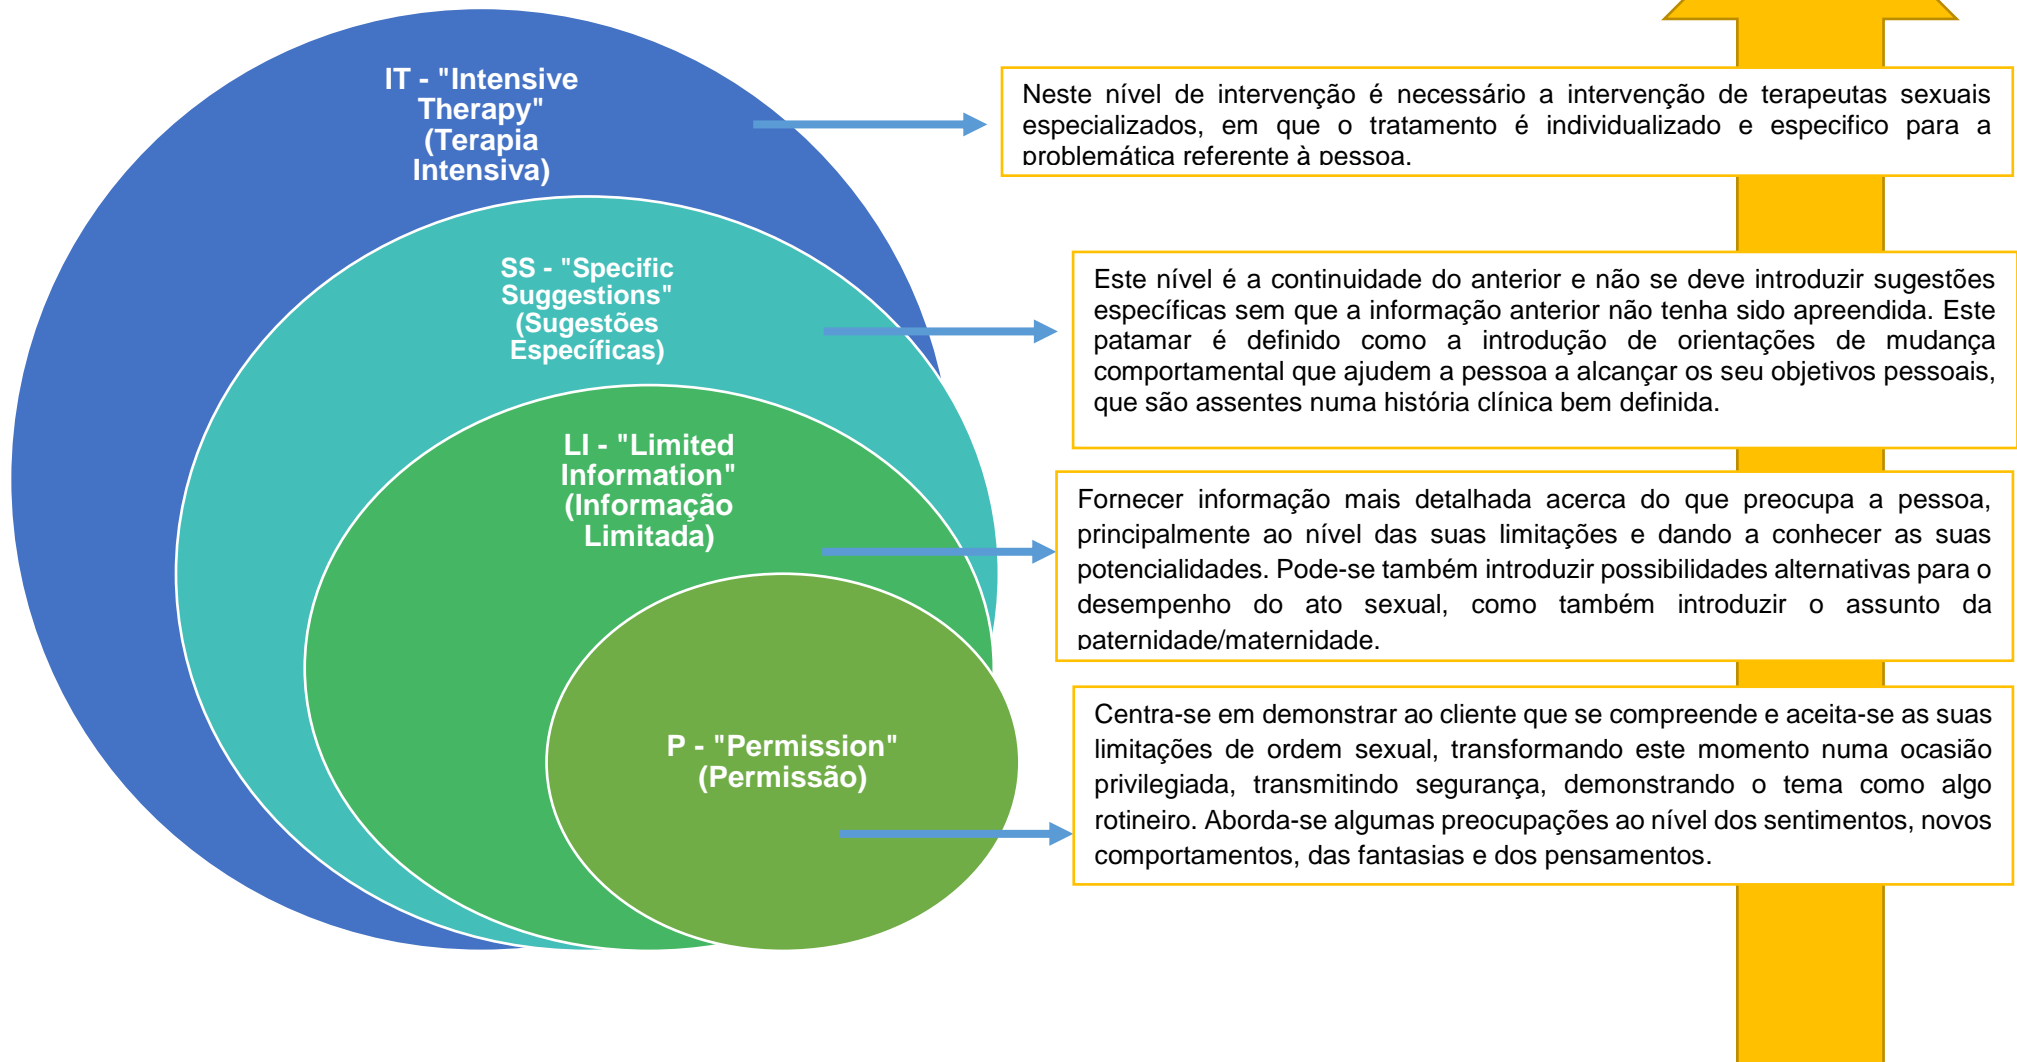 IT - "Intensive
Therapy"
(Terapia
Intensiva)
Neste nível de intervenção é necessário a intervenção de terapeutas sexuais
especializados, em que o tratamento é individualizado e especifico para a
problemática referente à pessoa.
SS - "Specific
Suggestions"
(Sugestões
Específicas)
Este nível é a continuidade do anterior e não se deve introduzir sugestões
específicas sem que a informação anterior não tenha sido apreendida. Este
patamar é definido como a introdução de orientações de mudança
comportamental que ajudem a pessoa a alcançar os seu objetivos pessoais,
que são assentes numa história clínica bem definida.
LI - "Limited
Information"
(Informação
Limitada)
Fornecer informação mais detalhada acerca do que preocupa a pessoa,
principalmente ao nível das suas limitações e dando a conhecer as suas
potencialidades. Pode-se também introduzir possibilidades alternativas para o
desempenho do ato sexual, como também introduzir o assunto da
paternidade/maternidade.
P - "Permission"
(Permissão)
Centra-se em demonstrar ao cliente que se compreende e aceita-se as suas
limitações de ordem sexual, transformando este momento numa ocasião
privilegiada, transmitindo segurança, demonstrando o tema como algo
rotineiro. Aborda-se algumas preocupações ao nível dos sentimentos, novos
comportamentos, das fantasias e dos pensamentos.